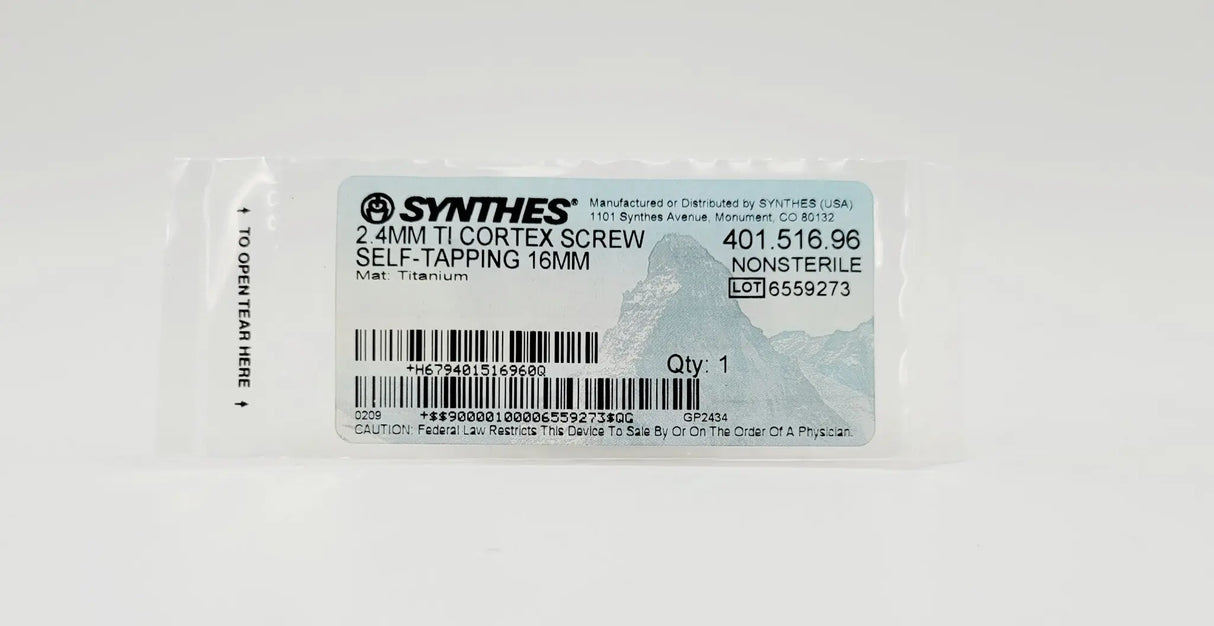 ↑ TO OPEN TEAR HERE ↑
SYNTHES® Manufactured or Distributed by SYNTHES (USA)
1101 Synthes Avenue, Monument, CO 80132
2.4MM TI CORTEX SCREW 401.516.96
SELF-TAPPING 16MM NONSTERILE
Mat: Titanium
LOT 6559273
Qty: 1
+H679401516960Q
0209 +$$90000100006559273$QG GP2434
CAUTION: Federal Law Restricts This Device To Sale By Or On The Order Of A Physician.